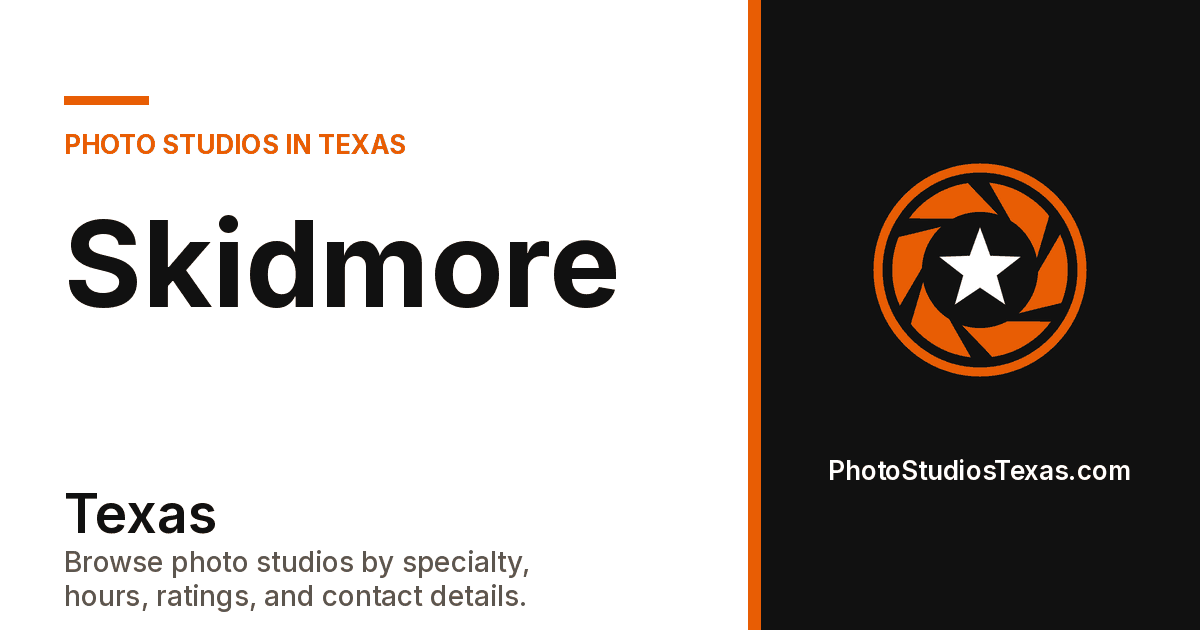 PHOTO STUDIOS IN TEXAS
Skidmore
Texas
Browse photo studios by specialty,
hours, ratings, and contact details.
PhotoStudiosTexas.com